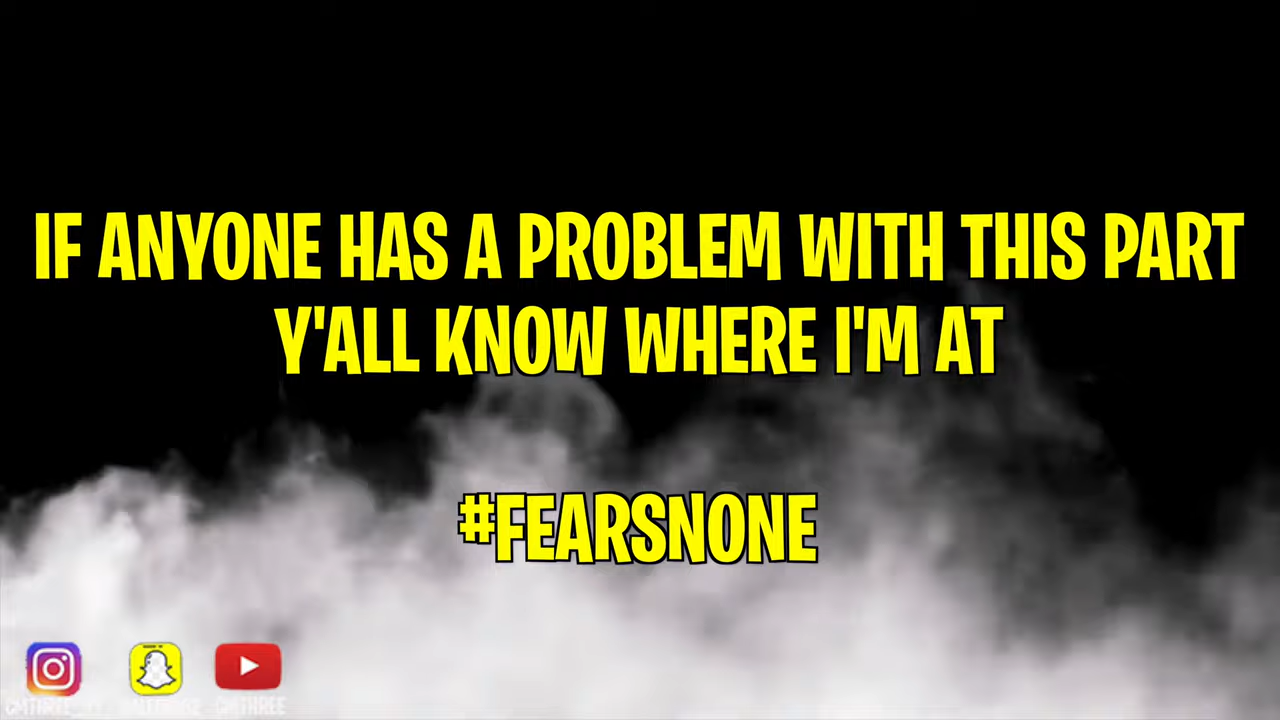 IF ANYONE HAS A PROBLEM WITH THIS PART
Y'ALL KNOW WHERE I'M AT
#FEARSNONE